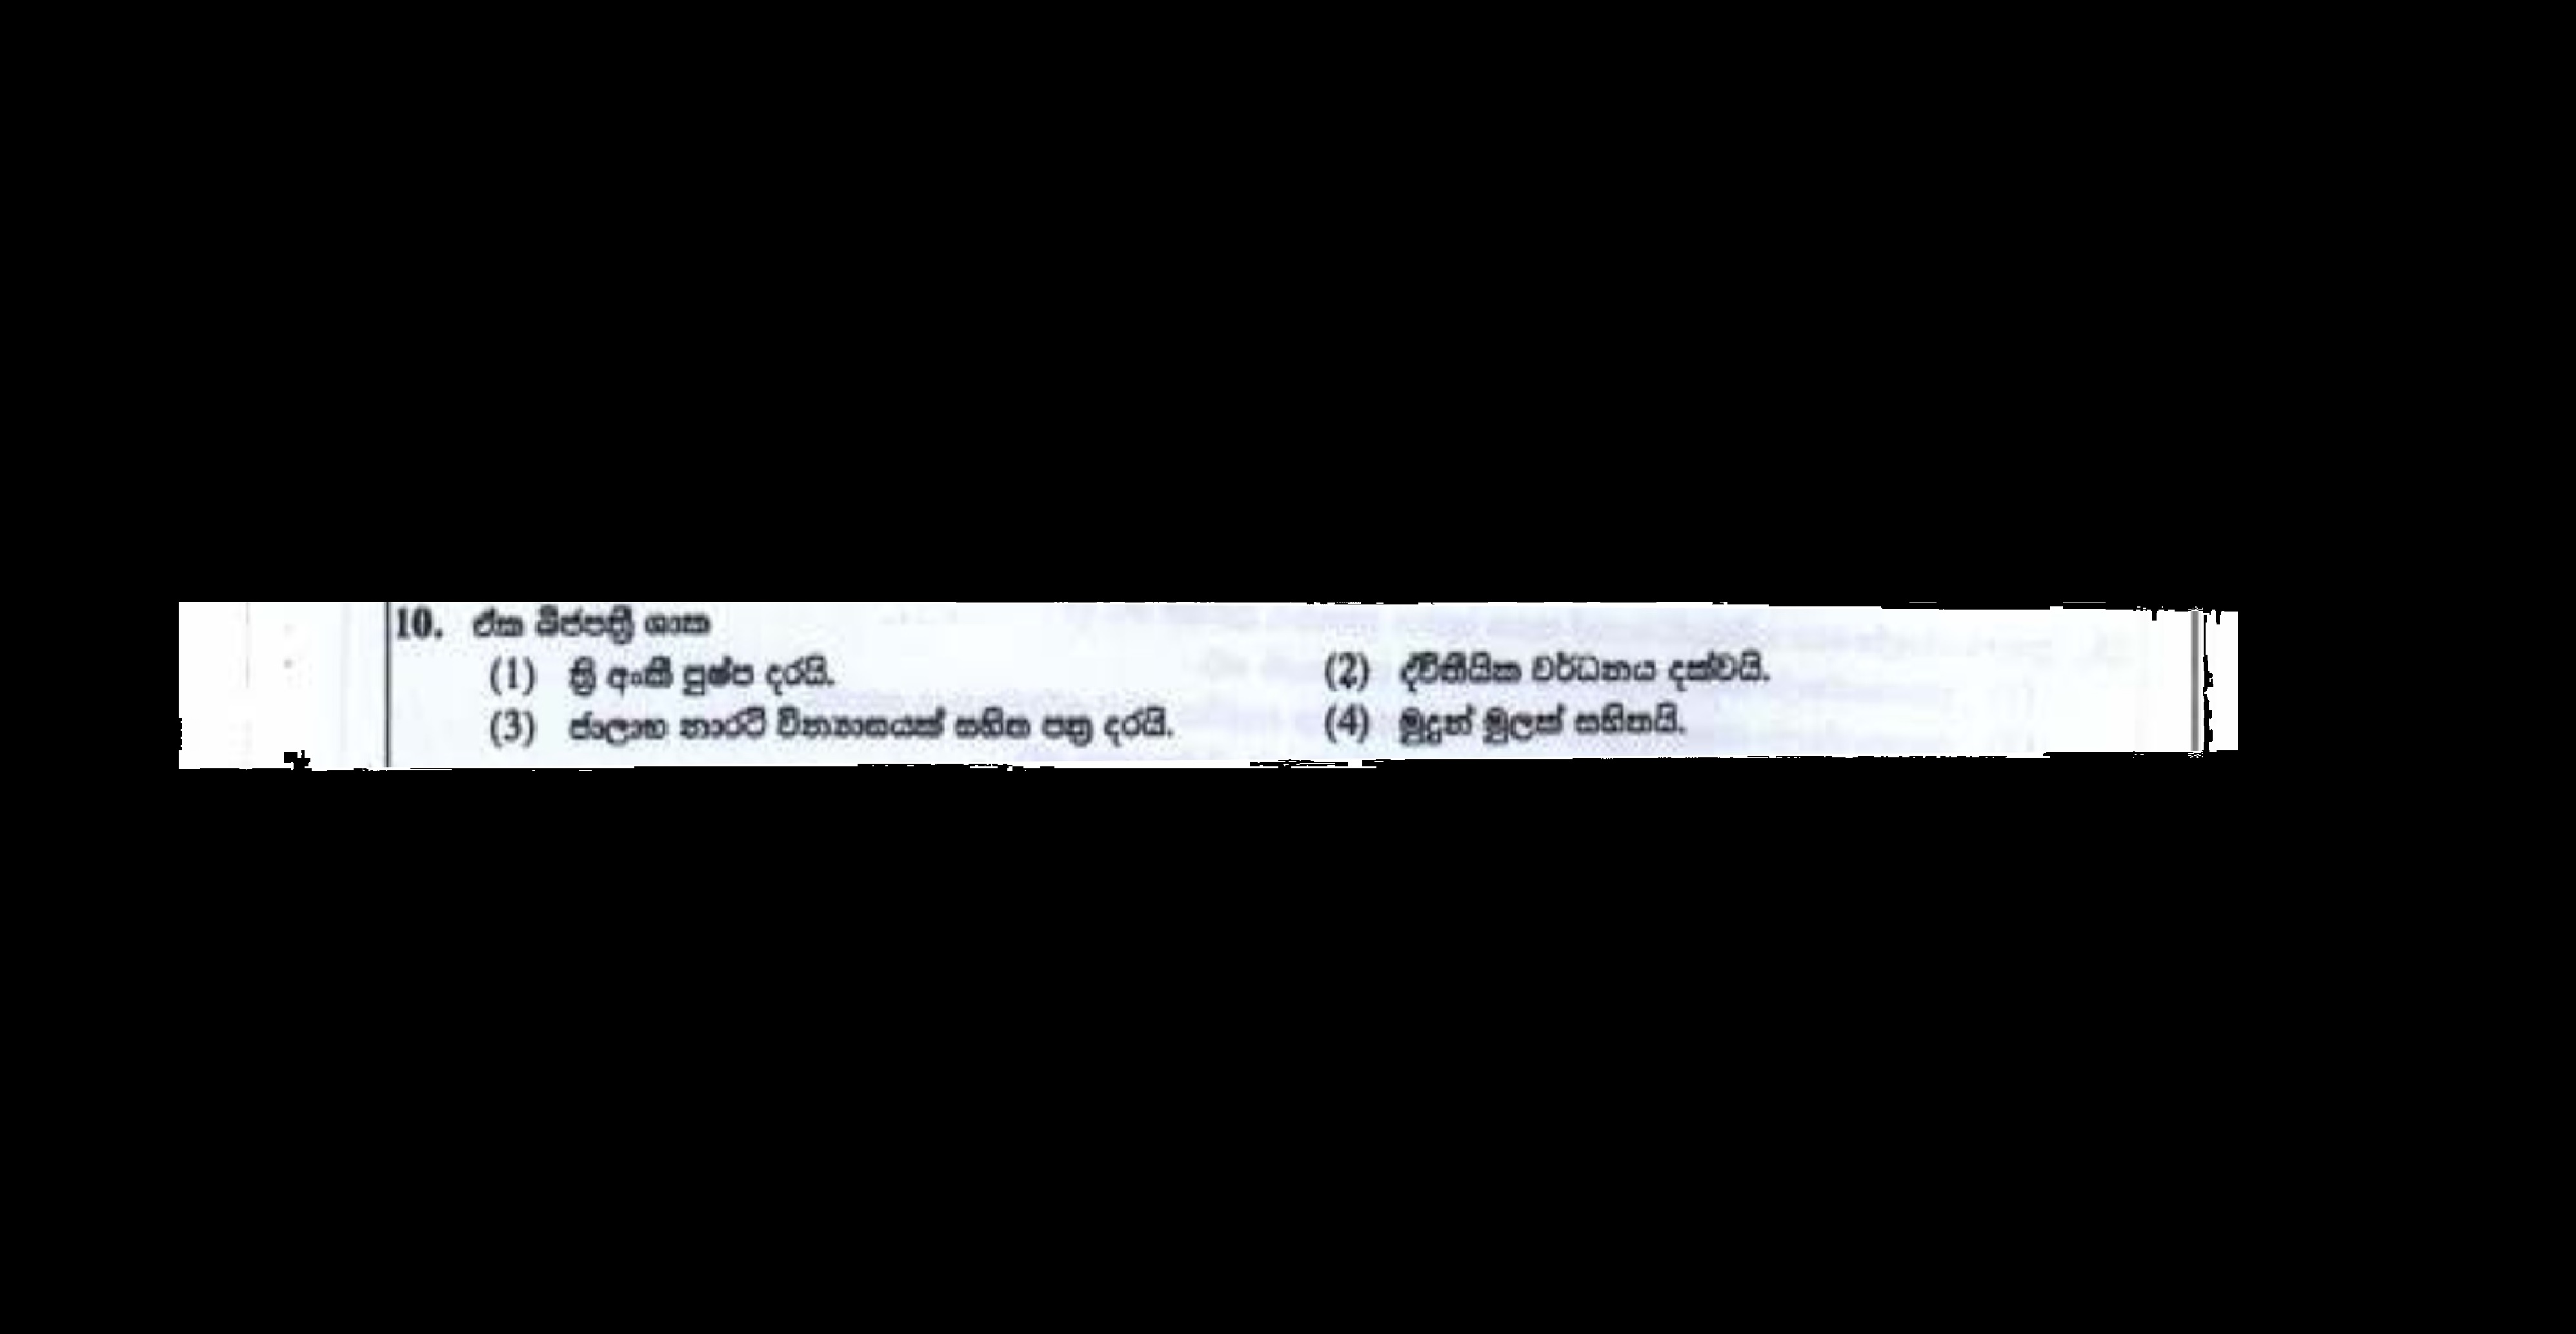 10. ඒක බීජපත්‍රී ශාක
(1) ත්‍රි අංකී පුෂ්ප දරයි. (2) ද්විතීයික වර්ධනය දක්වයි.
(3) ජාලාභ නාරටි වින්‍යාසයක් සහිත පත්‍ර දරයි. (4) මුදුන් මුලක් සහිතයි.